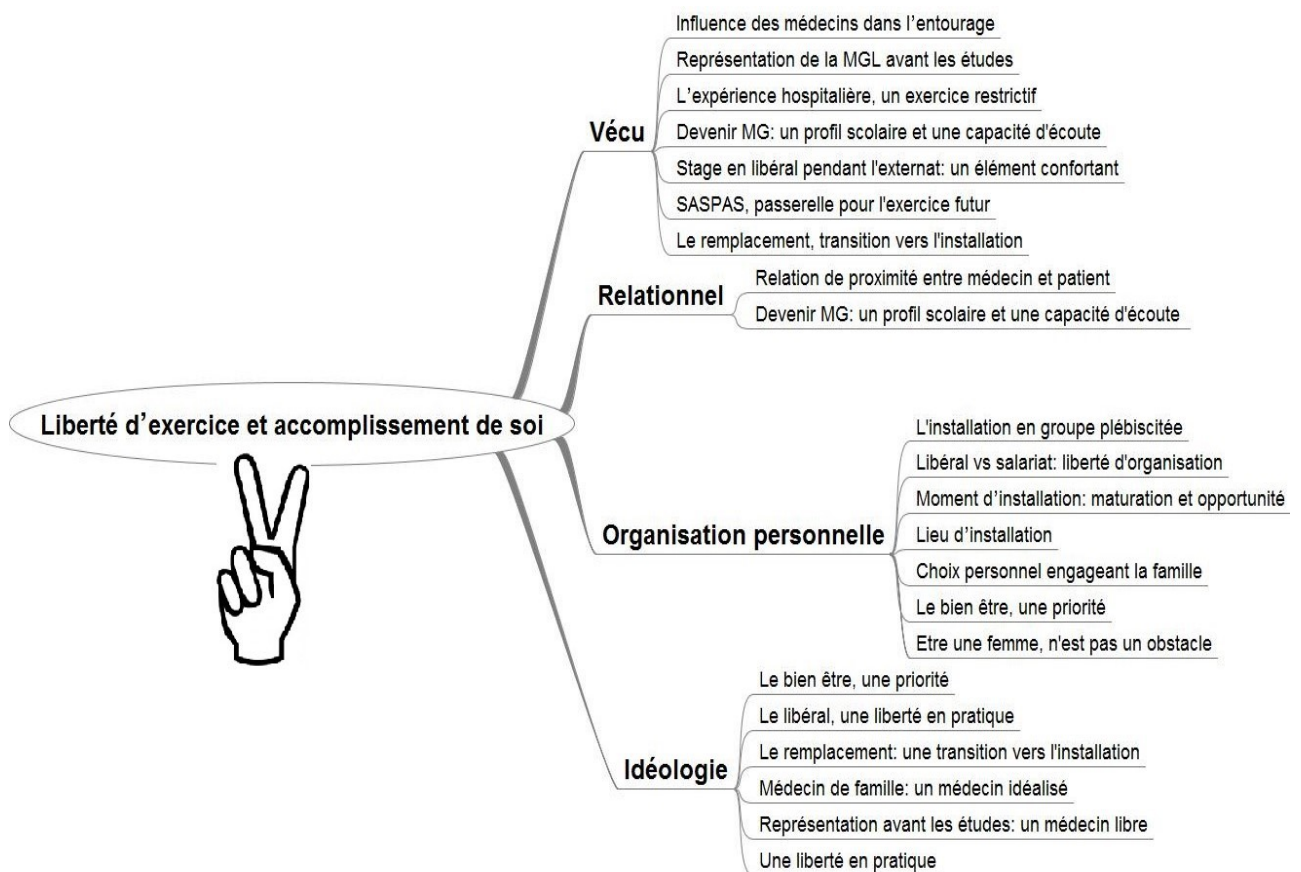 Liberté d’exercice et accomplissement de soi
Vécu
Influence des médecins dans l’entourage
Représentation de la MGL avant les études
L’expérience hospitalière, un exercice restrictif
Devenir MG: un profil scolaire et une capacité d'écoute
Stage en libéral pendant l'externat: un élément confortant
SASPAS, passerelle pour l'exercice futur
Le remplacement, transition vers l'installation
Relationnel
Relation de proximité entre médecin et patient
Devenir MG: un profil scolaire et une capacité d'écoute
Organisation personnelle
L'installation en groupe plébiscitée
Libéral vs salariat: liberté d'organisation
Moment d’installation: maturation et opportunité
Lieu d’installation
Choix personnel engageant la famille
Le bien être, une priorité
Etre une femme, n'est pas un obstacle
Idéologie
Le bien être, une priorité
Le libéral, une liberté en pratique
Le remplacement: une transition vers l'installation
Médecin de famille: un médecin idéalisé
Représentation avant les études: un médecin libre
Une liberté en pratique